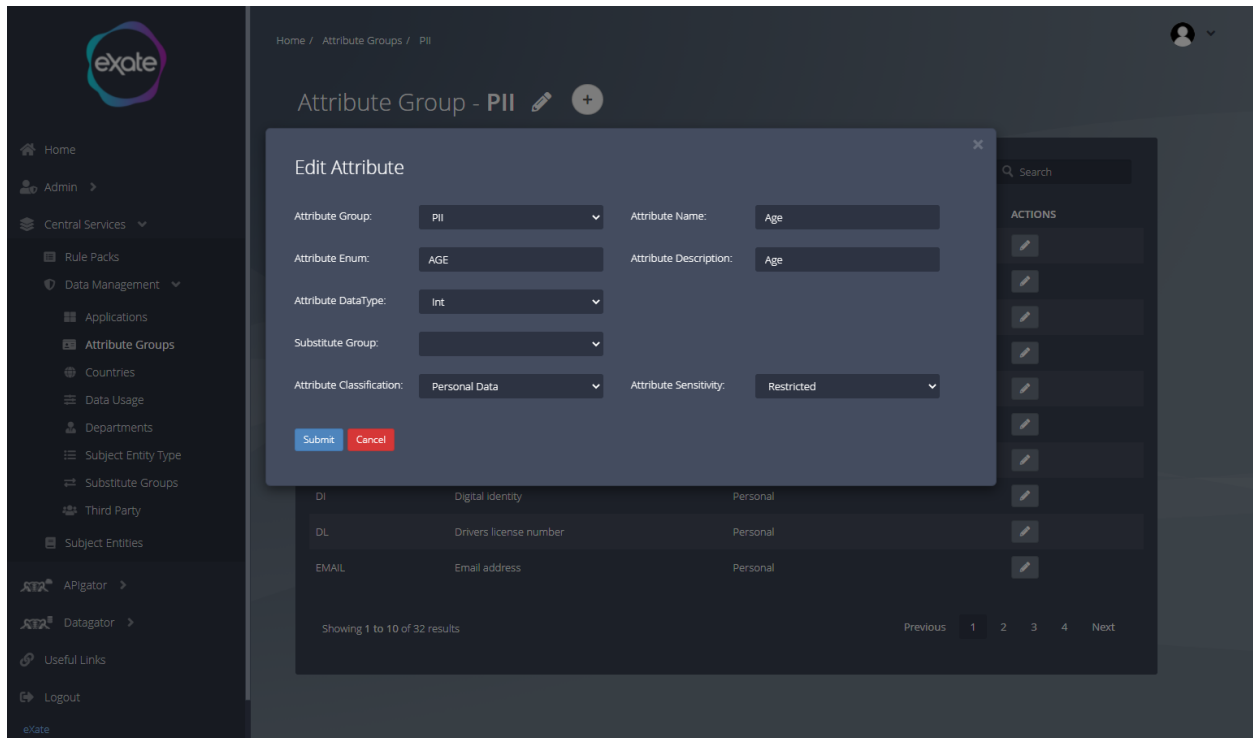 exate
Home / Attribute Groups / PII
Attribute Group - PII
Home
Admin
Central Services
Rule Packs
Data Management
Applications
Attribute Groups
Countries
Data Usage
Departments
Subject Entity Type
Substitute Groups
Third Party
Subject Entities
APIgator
Datagator
Useful Links
Logout
eXate
Edit Attribute
×
Attribute Group: PII Attribute Name: Age
Attribute Enum: AGE Attribute Description: Age
Attribute DataType: Int
Substitute Group:
Attribute Classification: Personal Data Attribute Sensitivity: Restricted
Submit Cancel
Search
ACTIONS
DI Digital identity Personal
DL Drivers license number Personal
EMAIL Email address Personal
Showing 1 to 10 of 32 results
Previous 1 2 3 4 Next